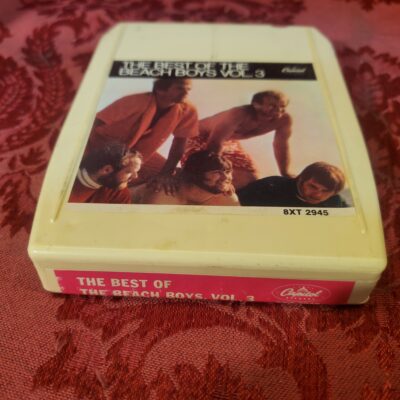 THE BEST OF THE
BEACH BOYS VOL. 3
Capitol
8XT 2945
THE BEST OF
THE BEACH BOYS, VOL. 3
Capitol